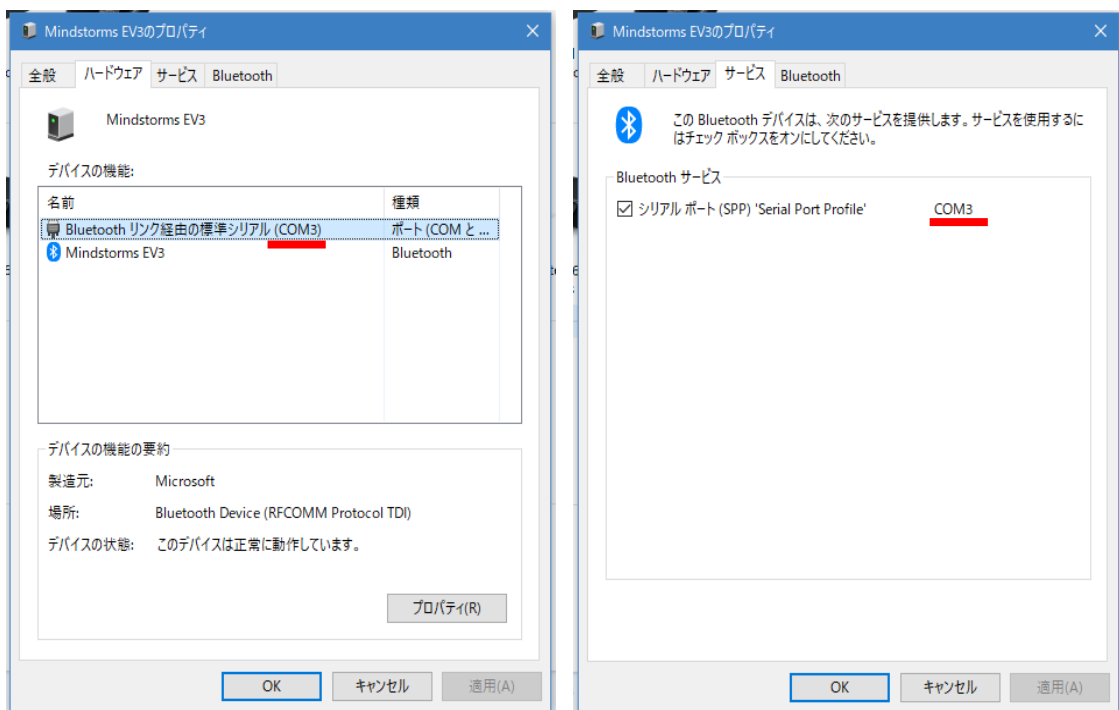 Mindstorms EV3のプロパティ
全般
ハードウェア
サービス
Bluetooth
Mindstorms EV3
デバイスの機能:
名前
種類
Bluetooth リンク経由の標準シリアル (COM3)
ポート (COM と ...
Mindstorms EV3
Bluetooth
デバイスの機能の要約
製造元:
Microsoft
場所:
Bluetooth Device (RFCOMM Protocol TDI)
デバイスの状態:
このデバイスは正常に動作しています。
プロパティ(R)
OK
キャンセル
適用(A)
Mindstorms EV3のプロパティ
全般
ハードウェア
サービス
Bluetooth
この Bluetooth デバイスは、次のサービスを提供します。サービスを使用するに
はチェック ボックスをオンにしてください。
Bluetooth サービス
シリアル ポート (SPP) 'Serial Port Profile'
COM3
OK
キャンセル
適用(A)